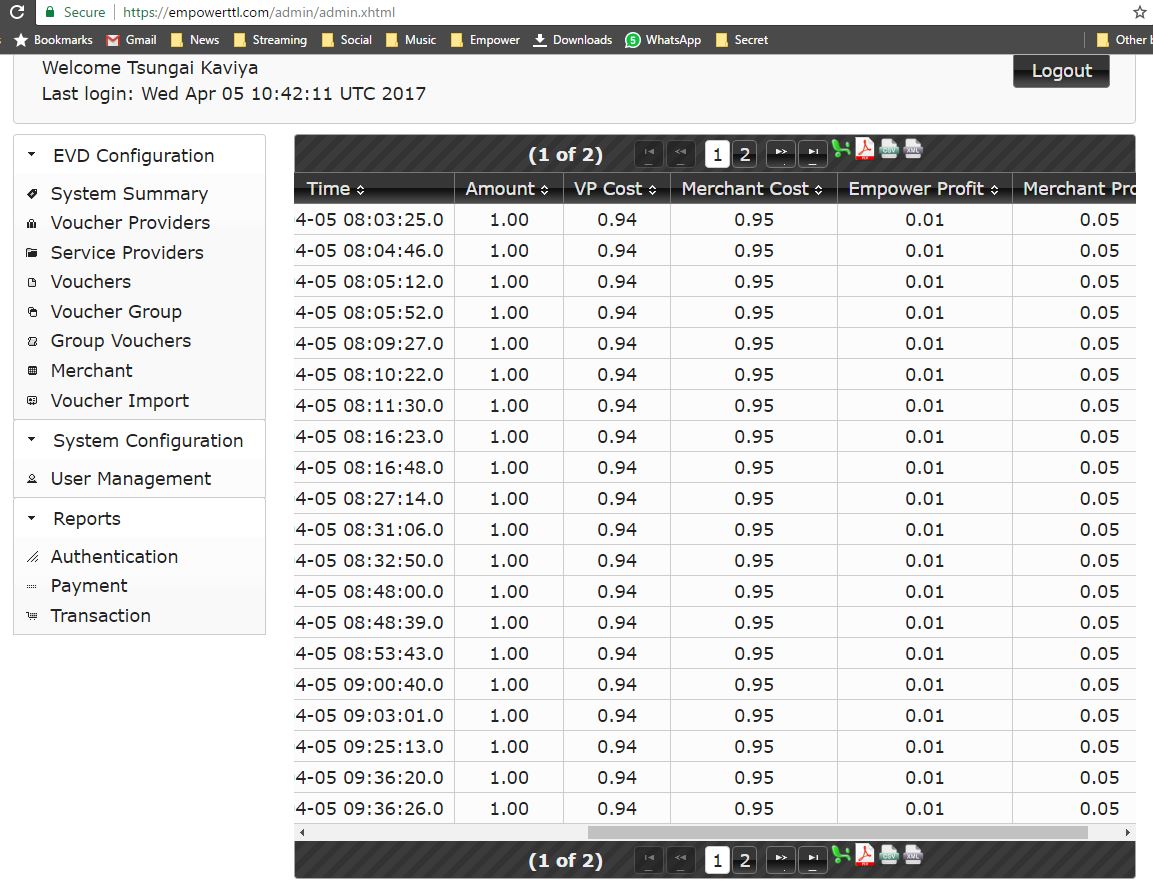 Secure https://empowerttl.com/admin/admin.xhtml
Bookmarks Gmail News Streaming Social Music Empower Downloads 5 WhatsApp Secret Other b
Welcome Tsungai Kaviya
Last login: Wed Apr 05 10:42:11 UTC 2017
Logout
EVD Configuration
System Summary
Voucher Providers
Service Providers
Vouchers
Voucher Group
Group Vouchers
Merchant
Voucher Import
System Configuration
User Management
Reports
Authentication
Payment
Transaction
(1 of 2) 1 2 CSV XML
Time Amount VP Cost Merchant Cost Empower Profit Merchant Pro
4-05 08:03:25.0 1.00 0.94 0.95 0.01 0.05
4-05 08:04:46.0 1.00 0.94 0.95 0.01 0.05
4-05 08:05:12.0 1.00 0.94 0.95 0.01 0.05
4-05 08:05:52.0 1.00 0.94 0.95 0.01 0.05
4-05 08:09:27.0 1.00 0.94 0.95 0.01 0.05
4-05 08:10:22.0 1.00 0.94 0.95 0.01 0.05
4-05 08:11:30.0 1.00 0.94 0.95 0.01 0.05
4-05 08:16:23.0 1.00 0.94 0.95 0.01 0.05
4-05 08:16:48.0 1.00 0.94 0.95 0.01 0.05
4-05 08:27:14.0 1.00 0.94 0.95 0.01 0.05
4-05 08:31:06.0 1.00 0.94 0.95 0.01 0.05
4-05 08:32:50.0 1.00 0.94 0.95 0.01 0.05
4-05 08:48:00.0 1.00 0.94 0.95 0.01 0.05
4-05 08:48:39.0 1.00 0.94 0.95 0.01 0.05
4-05 08:53:43.0 1.00 0.94 0.95 0.01 0.05
4-05 09:00:40.0 1.00 0.94 0.95 0.01 0.05
4-05 09:03:01.0 1.00 0.94 0.95 0.01 0.05
4-05 09:25:13.0 1.00 0.94 0.95 0.01 0.05
4-05 09:36:20.0 1.00 0.94 0.95 0.01 0.05
4-05 09:36:26.0 1.00 0.94 0.95 0.01 0.05
(1 of 2) 1 2 CSV XML